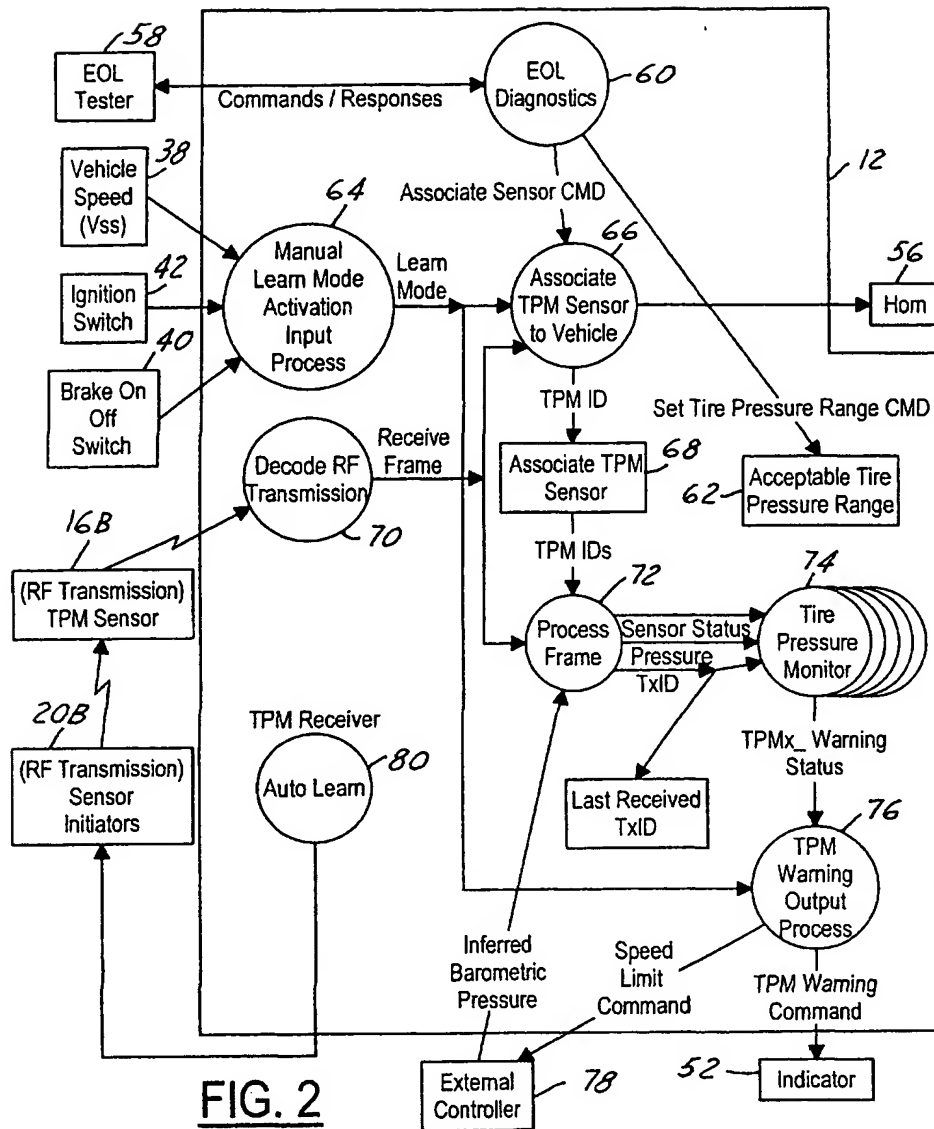 58
EOL
Tester
Commands / Responses
EOL
Diagnostics
60
38
Vehicle
Speed
(Vss)
12
64
Associate Sensor CMD
66
Manual
Learn Mode
Activation
Input
Process
Learn
Mode
Associate
TPM Sensor
to Vehicle
56
Horn
42
Ignition
Switch
40
Brake On
Off
Switch
TPM ID
Set Tire Pressure Range CMD
Decode RF
Transmission
70
Receive
Frame
68
Associate TPM
Sensor
62
Acceptable Tire
Pressure Range
16B
(RF Transmission)
TPM Sensor
TPM IDs
72
Process
Frame
Sensor Status
Pressure
TxID
74
Tire
Pressure
Monitor
20B
(RF Transmission)
Sensor
Initiators
TPM Receiver
Auto Learn
80
Last Received
TxID
TPMx_ Warning
Status
76
TPM
Warning
Output
Process
Inferred
Barometric
Pressure
Speed
Limit
Command
TPM Warning
Command
FIG. 2
External
Controller
78
52
Indicator